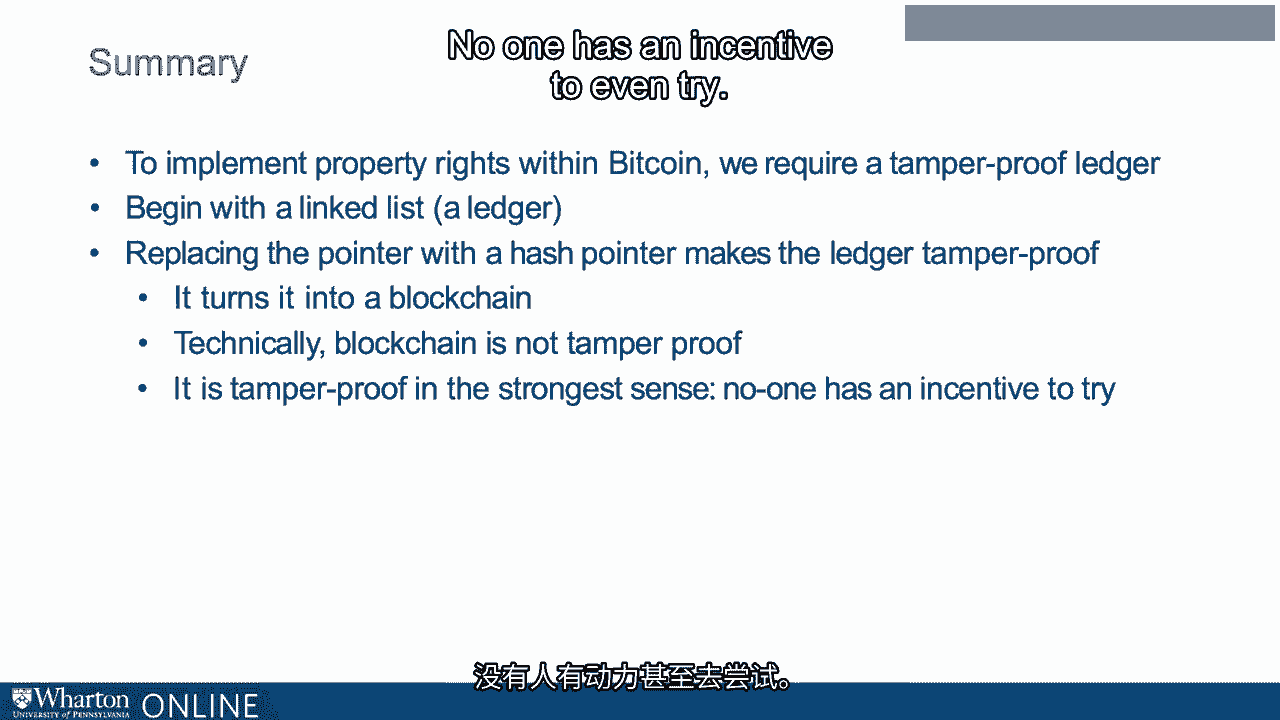 No one has an incentive
to even try.
Summary
• To implement property rights within Bitcoin, we require a tamper-proof ledger
• Begin with a linked list (a ledger)
• Replacing the pointer with a hash pointer makes the ledger tamper-proof
• It turns it into a blockchain
• Technically, blockchain is not tamper proof
• It is tamper-proof in the strongest sense: no-one has an incentive to try
没有人有动力甚至去尝试。
Wharton ONLINE
UNIVERSITY of PENNSYLVANIA